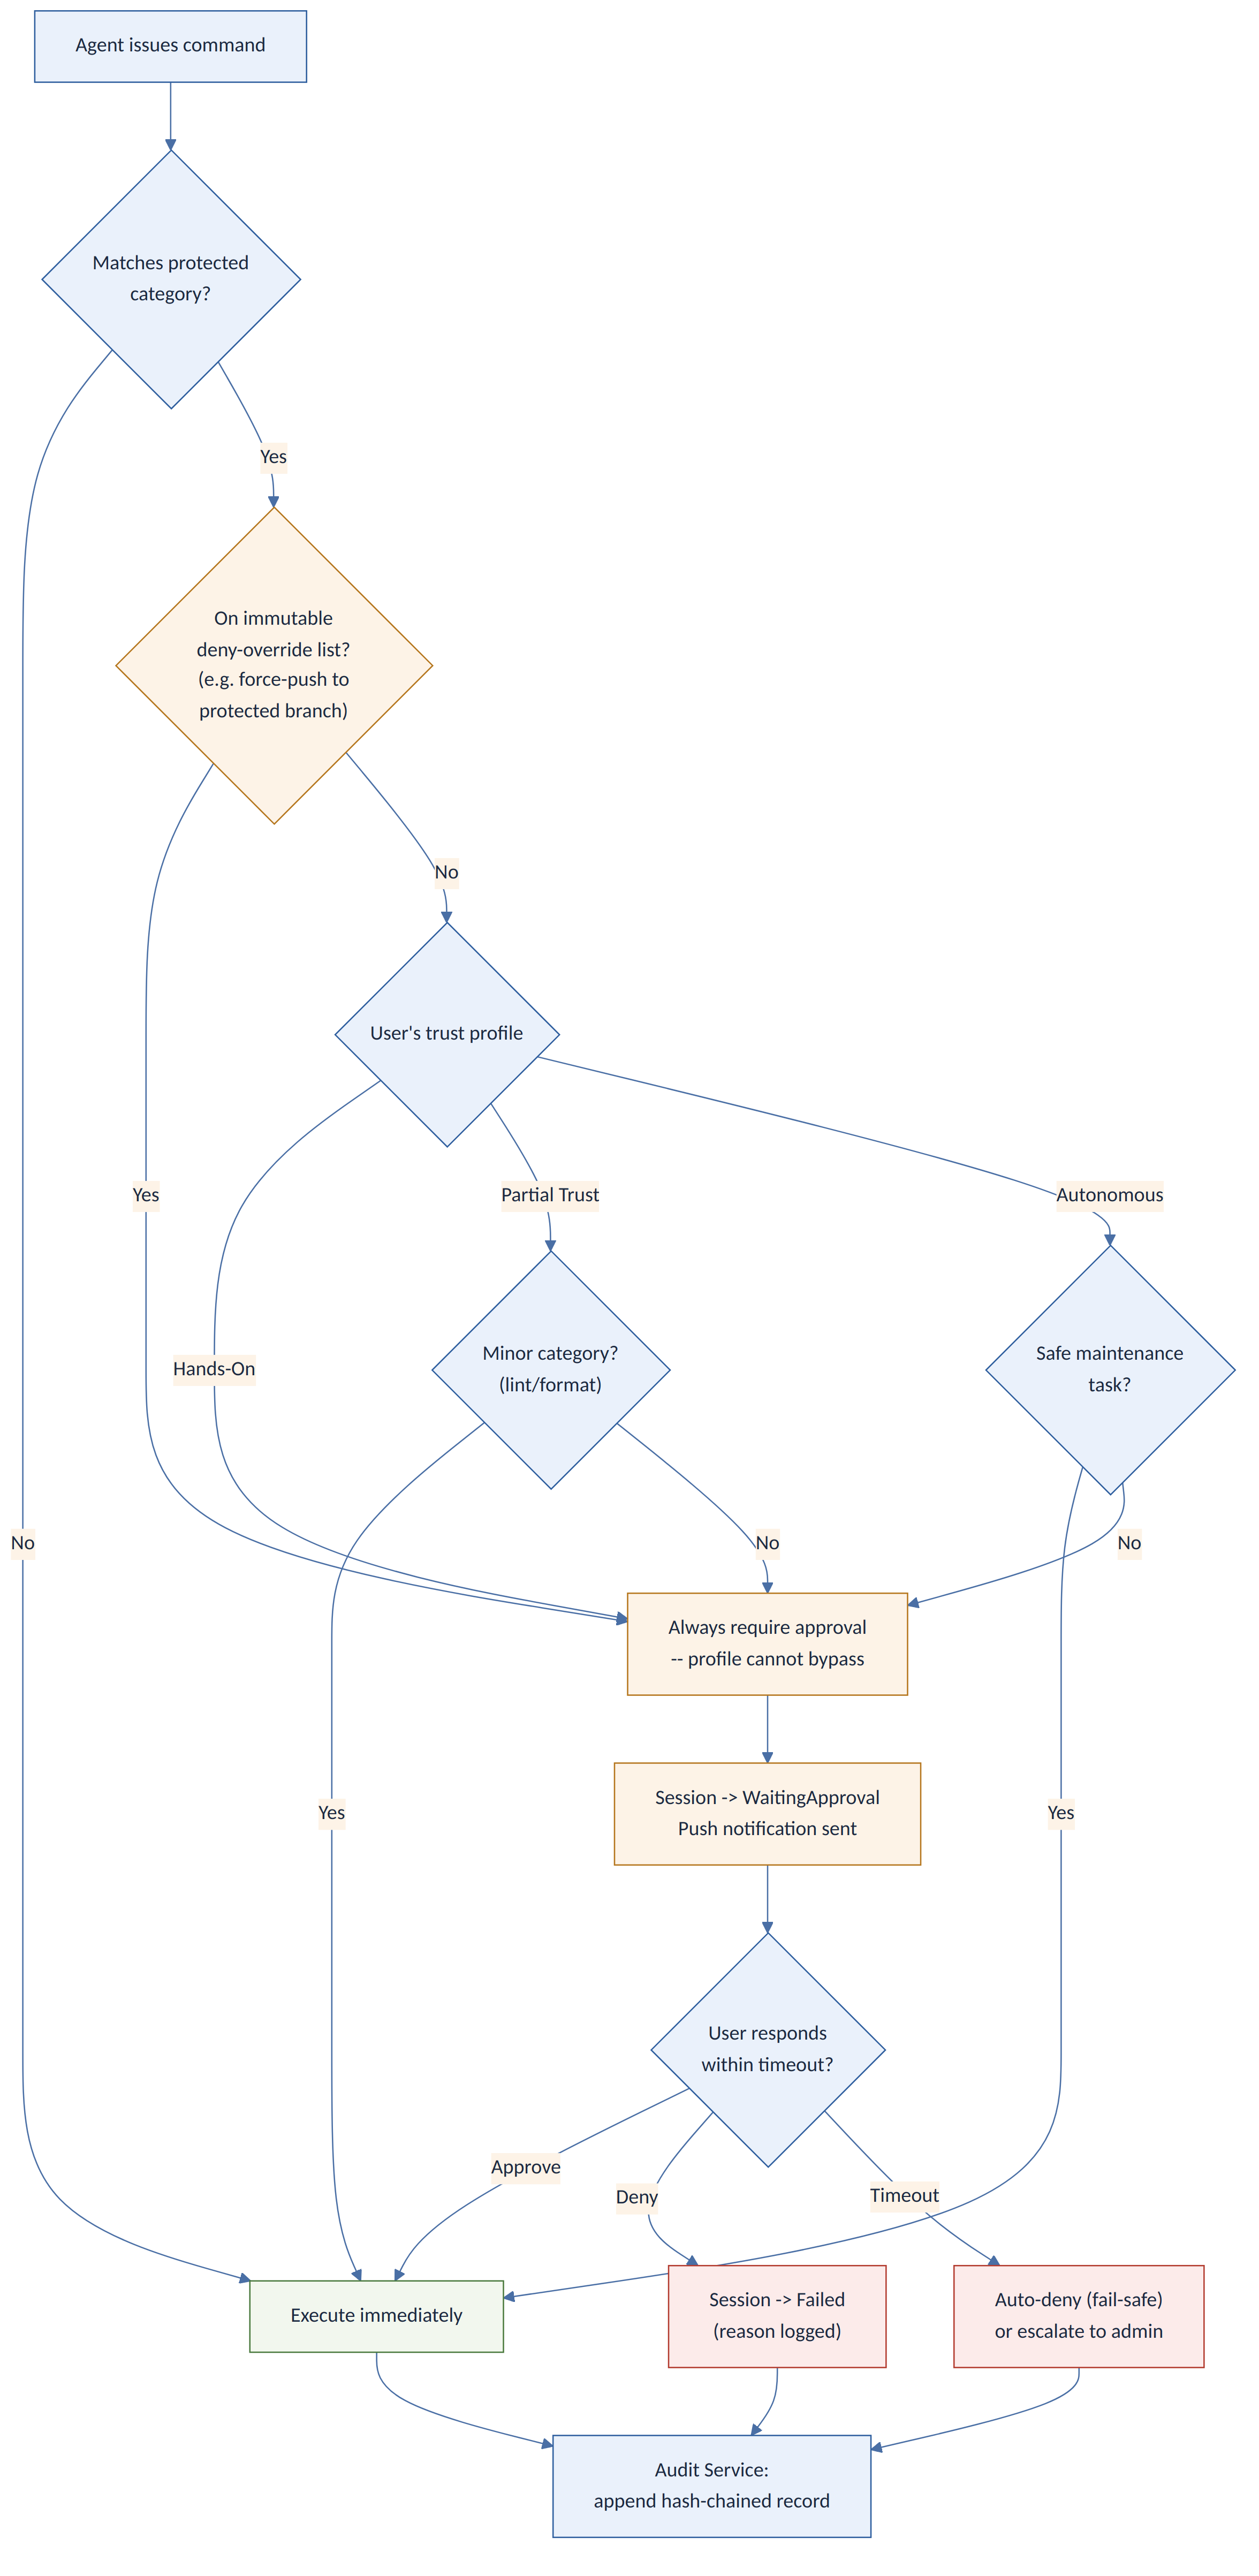 Agent issues command
Matches protected
category?
Yes
On immutable
deny-override list?
(e.g. force-push to
protected branch)
No
User's trust profile
Yes
Partial Trust
Autonomous
Hands-On
Minor category?
(lint/format)
Safe maintenance
task?
No
No
No
Always require approval
-- profile cannot bypass
Session -> WaitingApproval
Push notification sent
Yes
Yes
User responds
within timeout?
Approve
Deny
Timeout
Execute immediately
Session -> Failed
(reason logged)
Auto-deny (fail-safe)
or escalate to admin
Audit Service:
append hash-chained record